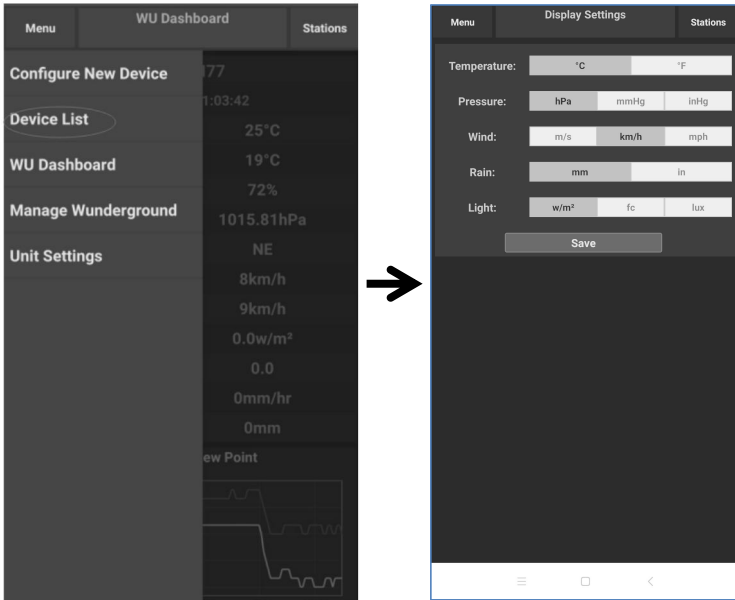 Menu
WU Dashboard
Stations
Configure New Device
Device List
WU Dashboard
Manage Wunderground
Unit Settings
177
1:03:42
25°C
19°C
72%
1015.81hPa
NE
8km/h
9km/h
0.0w/m²
0.0
0mm/hr
0mm
ew Point
Menu
Display Settings
Stations
Temperature: °C °F
Pressure: hPa mmHg inHg
Wind: m/s km/h mph
Rain: mm in
Light: w/m² fc lux
Save